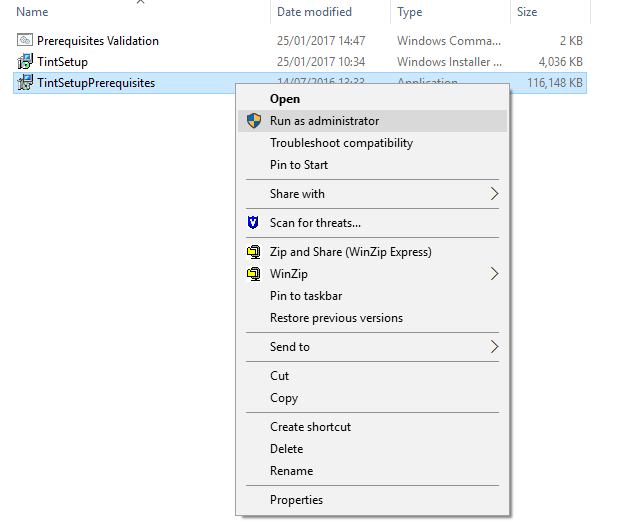 Name Date modified Type Size
Prerequisites Validation 25/01/2017 14:47 Windows Comma... 2 KB
TintSetup 25/01/2017 10:34 Windows Installer ... 4,036 KB
TintSetupPrerequisites 14/07/2016 13:33 Application 116,148 KB
Open
Run as administrator
Troubleshoot compatibility
Pin to Start
Share with
Scan for threats...
Zip and Share (WinZip Express)
WinZip
Pin to taskbar
Restore previous versions
Send to
Cut
Copy
Create shortcut
Delete
Rename
Properties